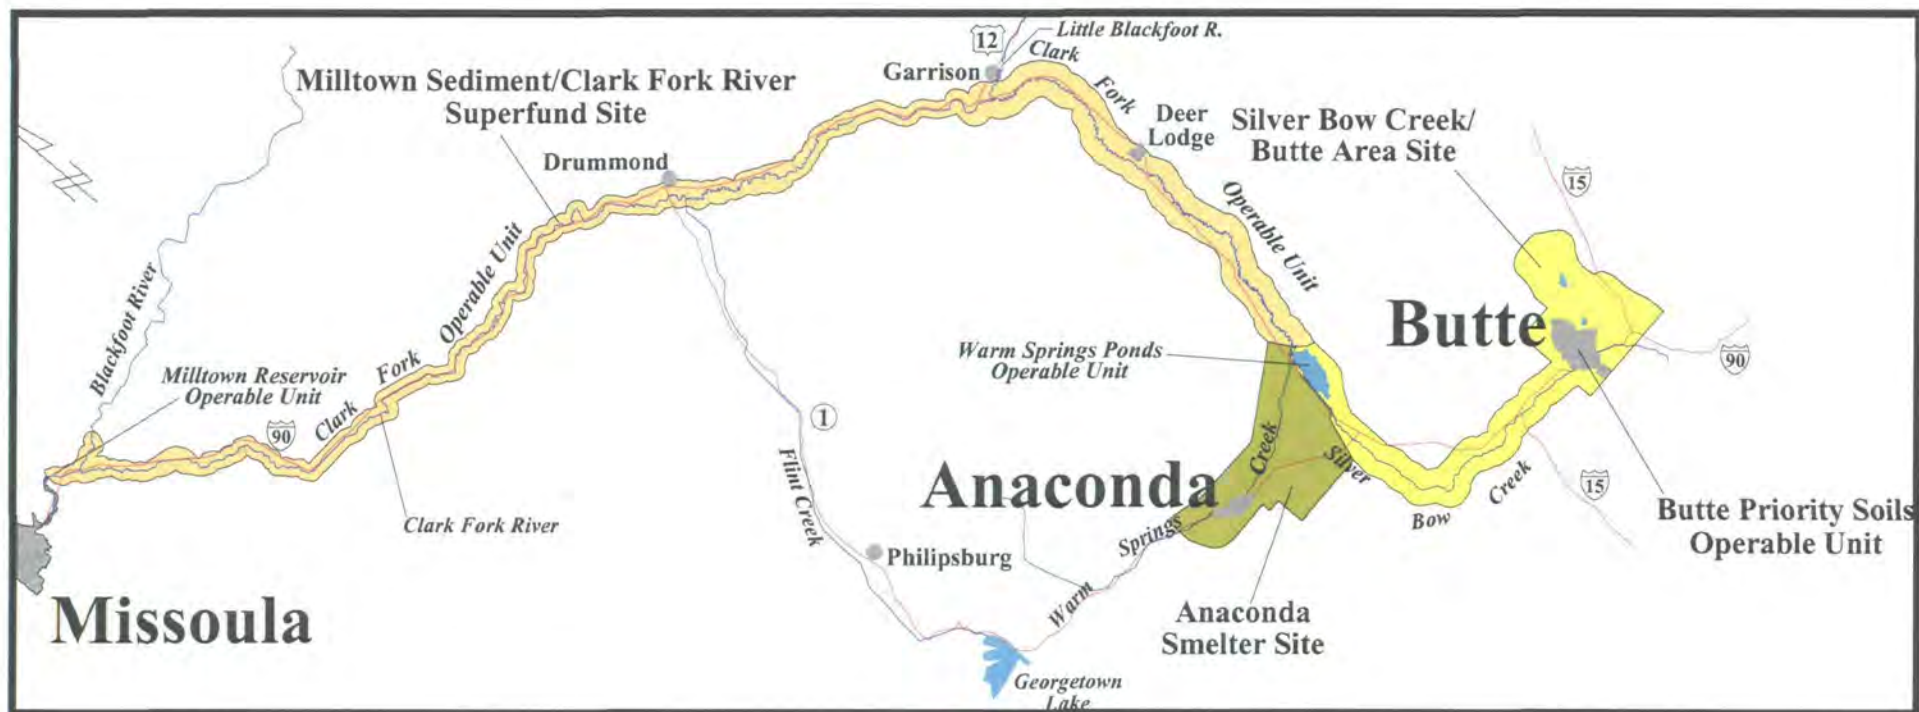 12
Little Blackfoot R.
Clark
Garrison
Milltown Sediment/Clark Fork River
Superfund Site
Fork
Deer
Lodge
Silver Bow Creek/
Butte Area Site
Drummond
15
Operable Unit
Operable Unit
Blackfoot River
Butte
Warm Springs Ponds
Operable Unit
90
Milltown Reservoir
Operable Unit
Fork
Clark
90
1
Flint Creek
Creek
Silver
Anaconda
Creek
15
Bow
Clark Fork River
Butte Priority Soils
Operable Unit
Springs
Philipsburg
Warm
Missoula
Anaconda
Smelter Site
Georgetown
Lake